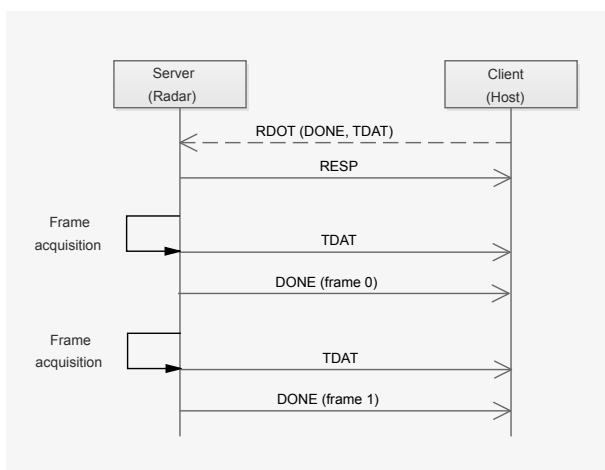 Server
(Radar)
Client
(Host)
RDOT (DONE, TDAT)
RESP
Frame
acquisition
TDAT
DONE (frame 0)
Frame
acquisition
TDAT
DONE (frame 1)